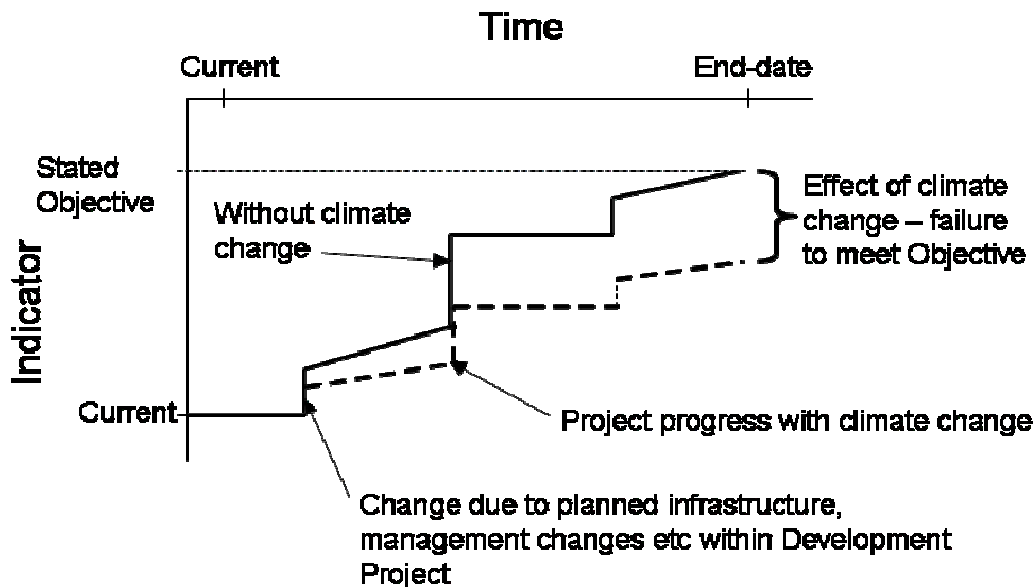 Time
Current
End-date
Stated
Objective
Without climate
change
Effect of climate
change – failure
to meet Objective
Indicator
Current
Project progress with climate change
Change due to planned infrastructure,
management changes etc within Development
Project